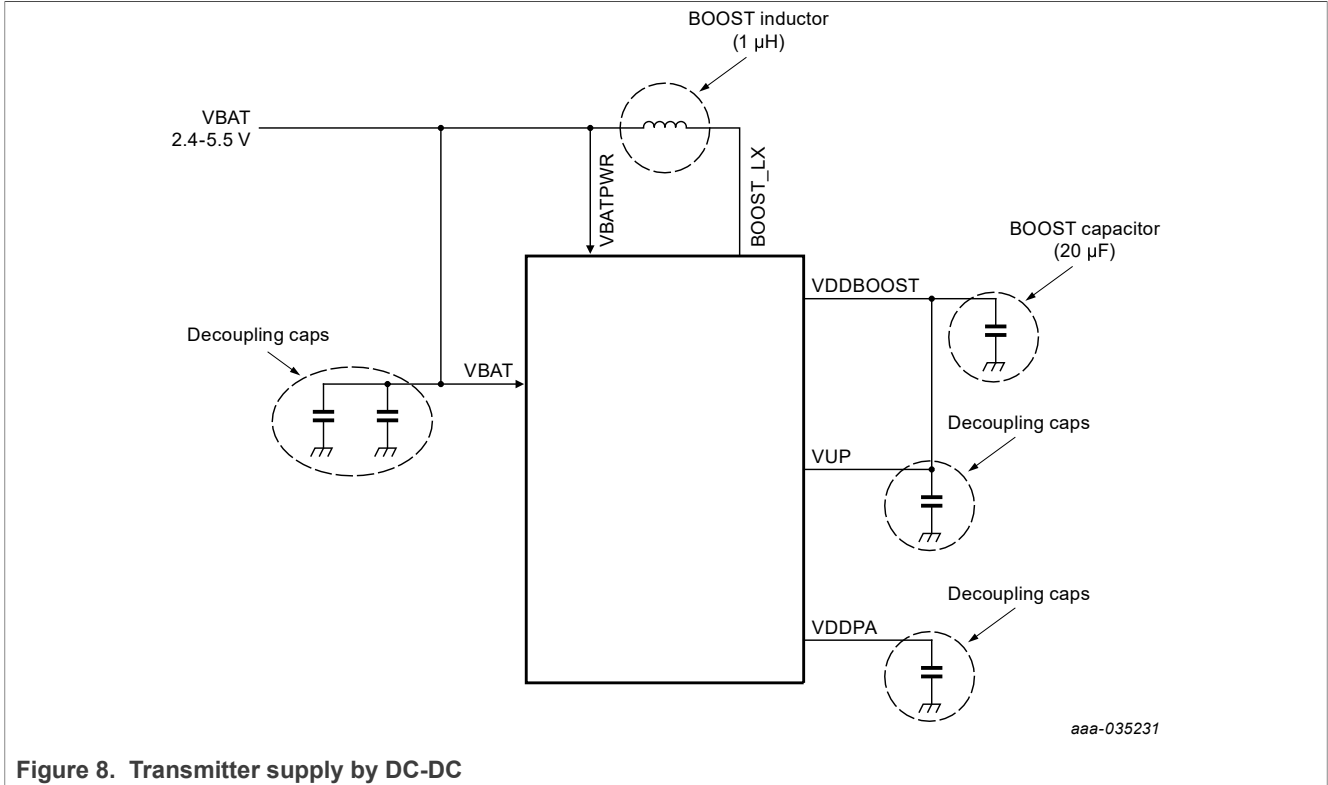 BOOST inductor
(1 µH)
VBAT
2.4-5.5 V
VBATPWR
BOOST_LX
BOOST capacitor
(20 µF)
VDDBOOST
Decoupling caps
VBAT
Decoupling caps
VUP
Decoupling caps
VDDPA
aaa-035231
Figure 8. Transmitter supply by DC-DC